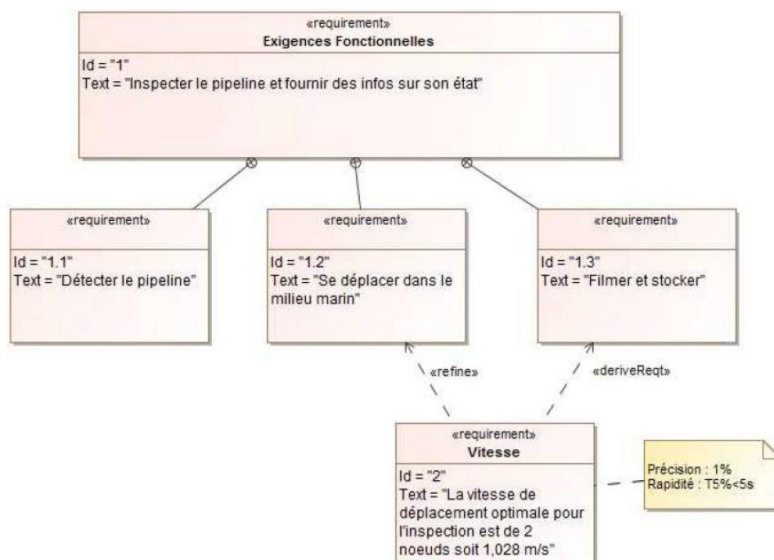 «requirement»
Exigences Fonctionnelles
Id = "1"
Text = "Inspecter le pipeline et fournir des infos sur son état"
«requirement»
Id = "1.1"
Text = "Détecter le pipeline"
«requirement»
Id = "1.2"
Text = "Se déplacer dans le
milieu marin"
«requirement»
Id = "1.3"
Text = "Filmer et stocker"
«refine»
«deriveReqt»
«requirement»
Vitesse
Id = "2"
Text = "La vitesse de
déplacement optimale pour
l'inspection est de 2
noeuds soit 1,028 m/s"
Précision : 1%
Rapidité : T5%<5s